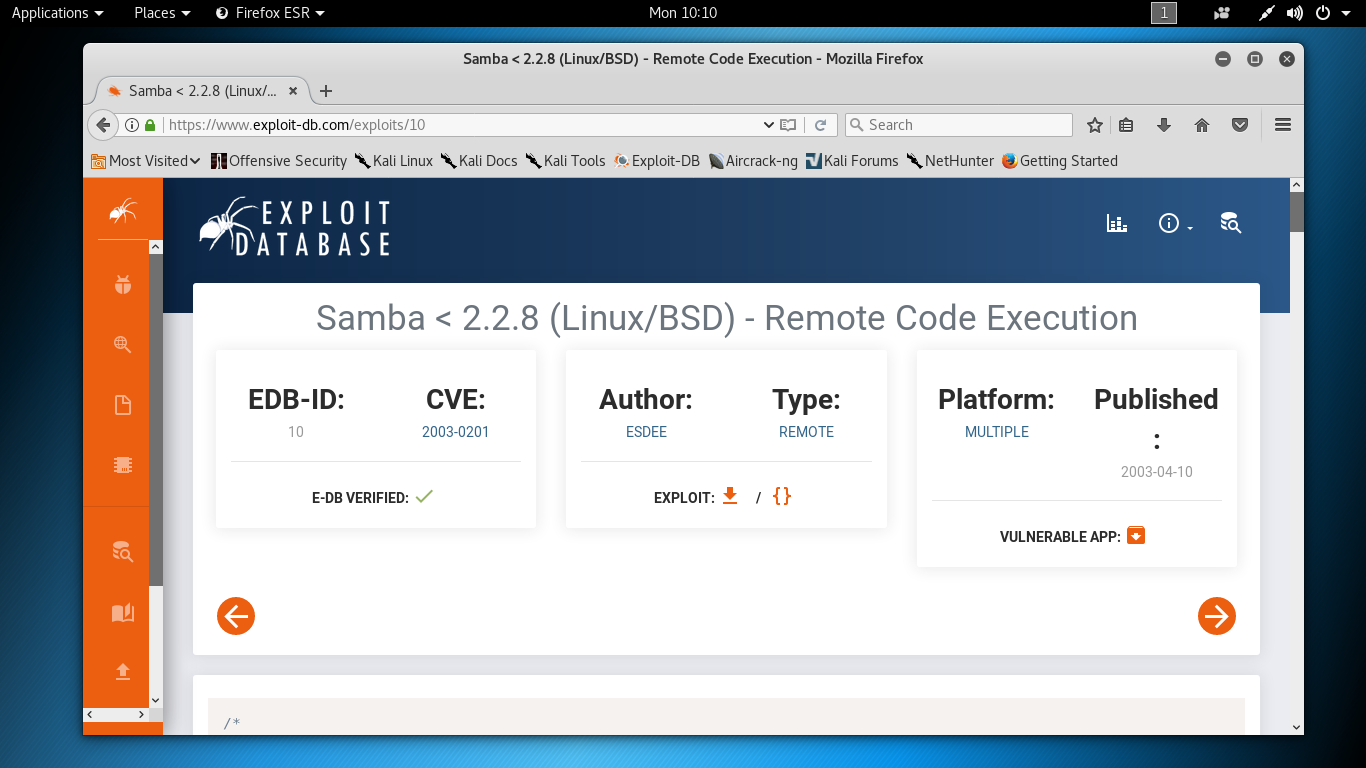 Applications Places Firefox ESR Mon 10:10 1
Samba < 2.2.8 (Linux/BSD) - Remote Code Execution - Mozilla Firefox
Samba < 2.2.8 (Linux/...
https://www.exploit-db.com/exploits/10 Search
Most Visited Offensive Security Kali Linux Kali Docs Kali Tools Exploit-DB Aircrack-ng Kali Forums NetHunter Getting Started
EXPLOIT
DATABASE
Samba < 2.2.8 (Linux/BSD) - Remote Code Execution
EDB-ID: CVE:
10 2003-0201
E-DB VERIFIED:
Author: Type:
ESDEE REMOTE
EXPLOIT: / {}
Platform: Published
:
MULTIPLE
2003-04-10
VULNERABLE APP:
/*